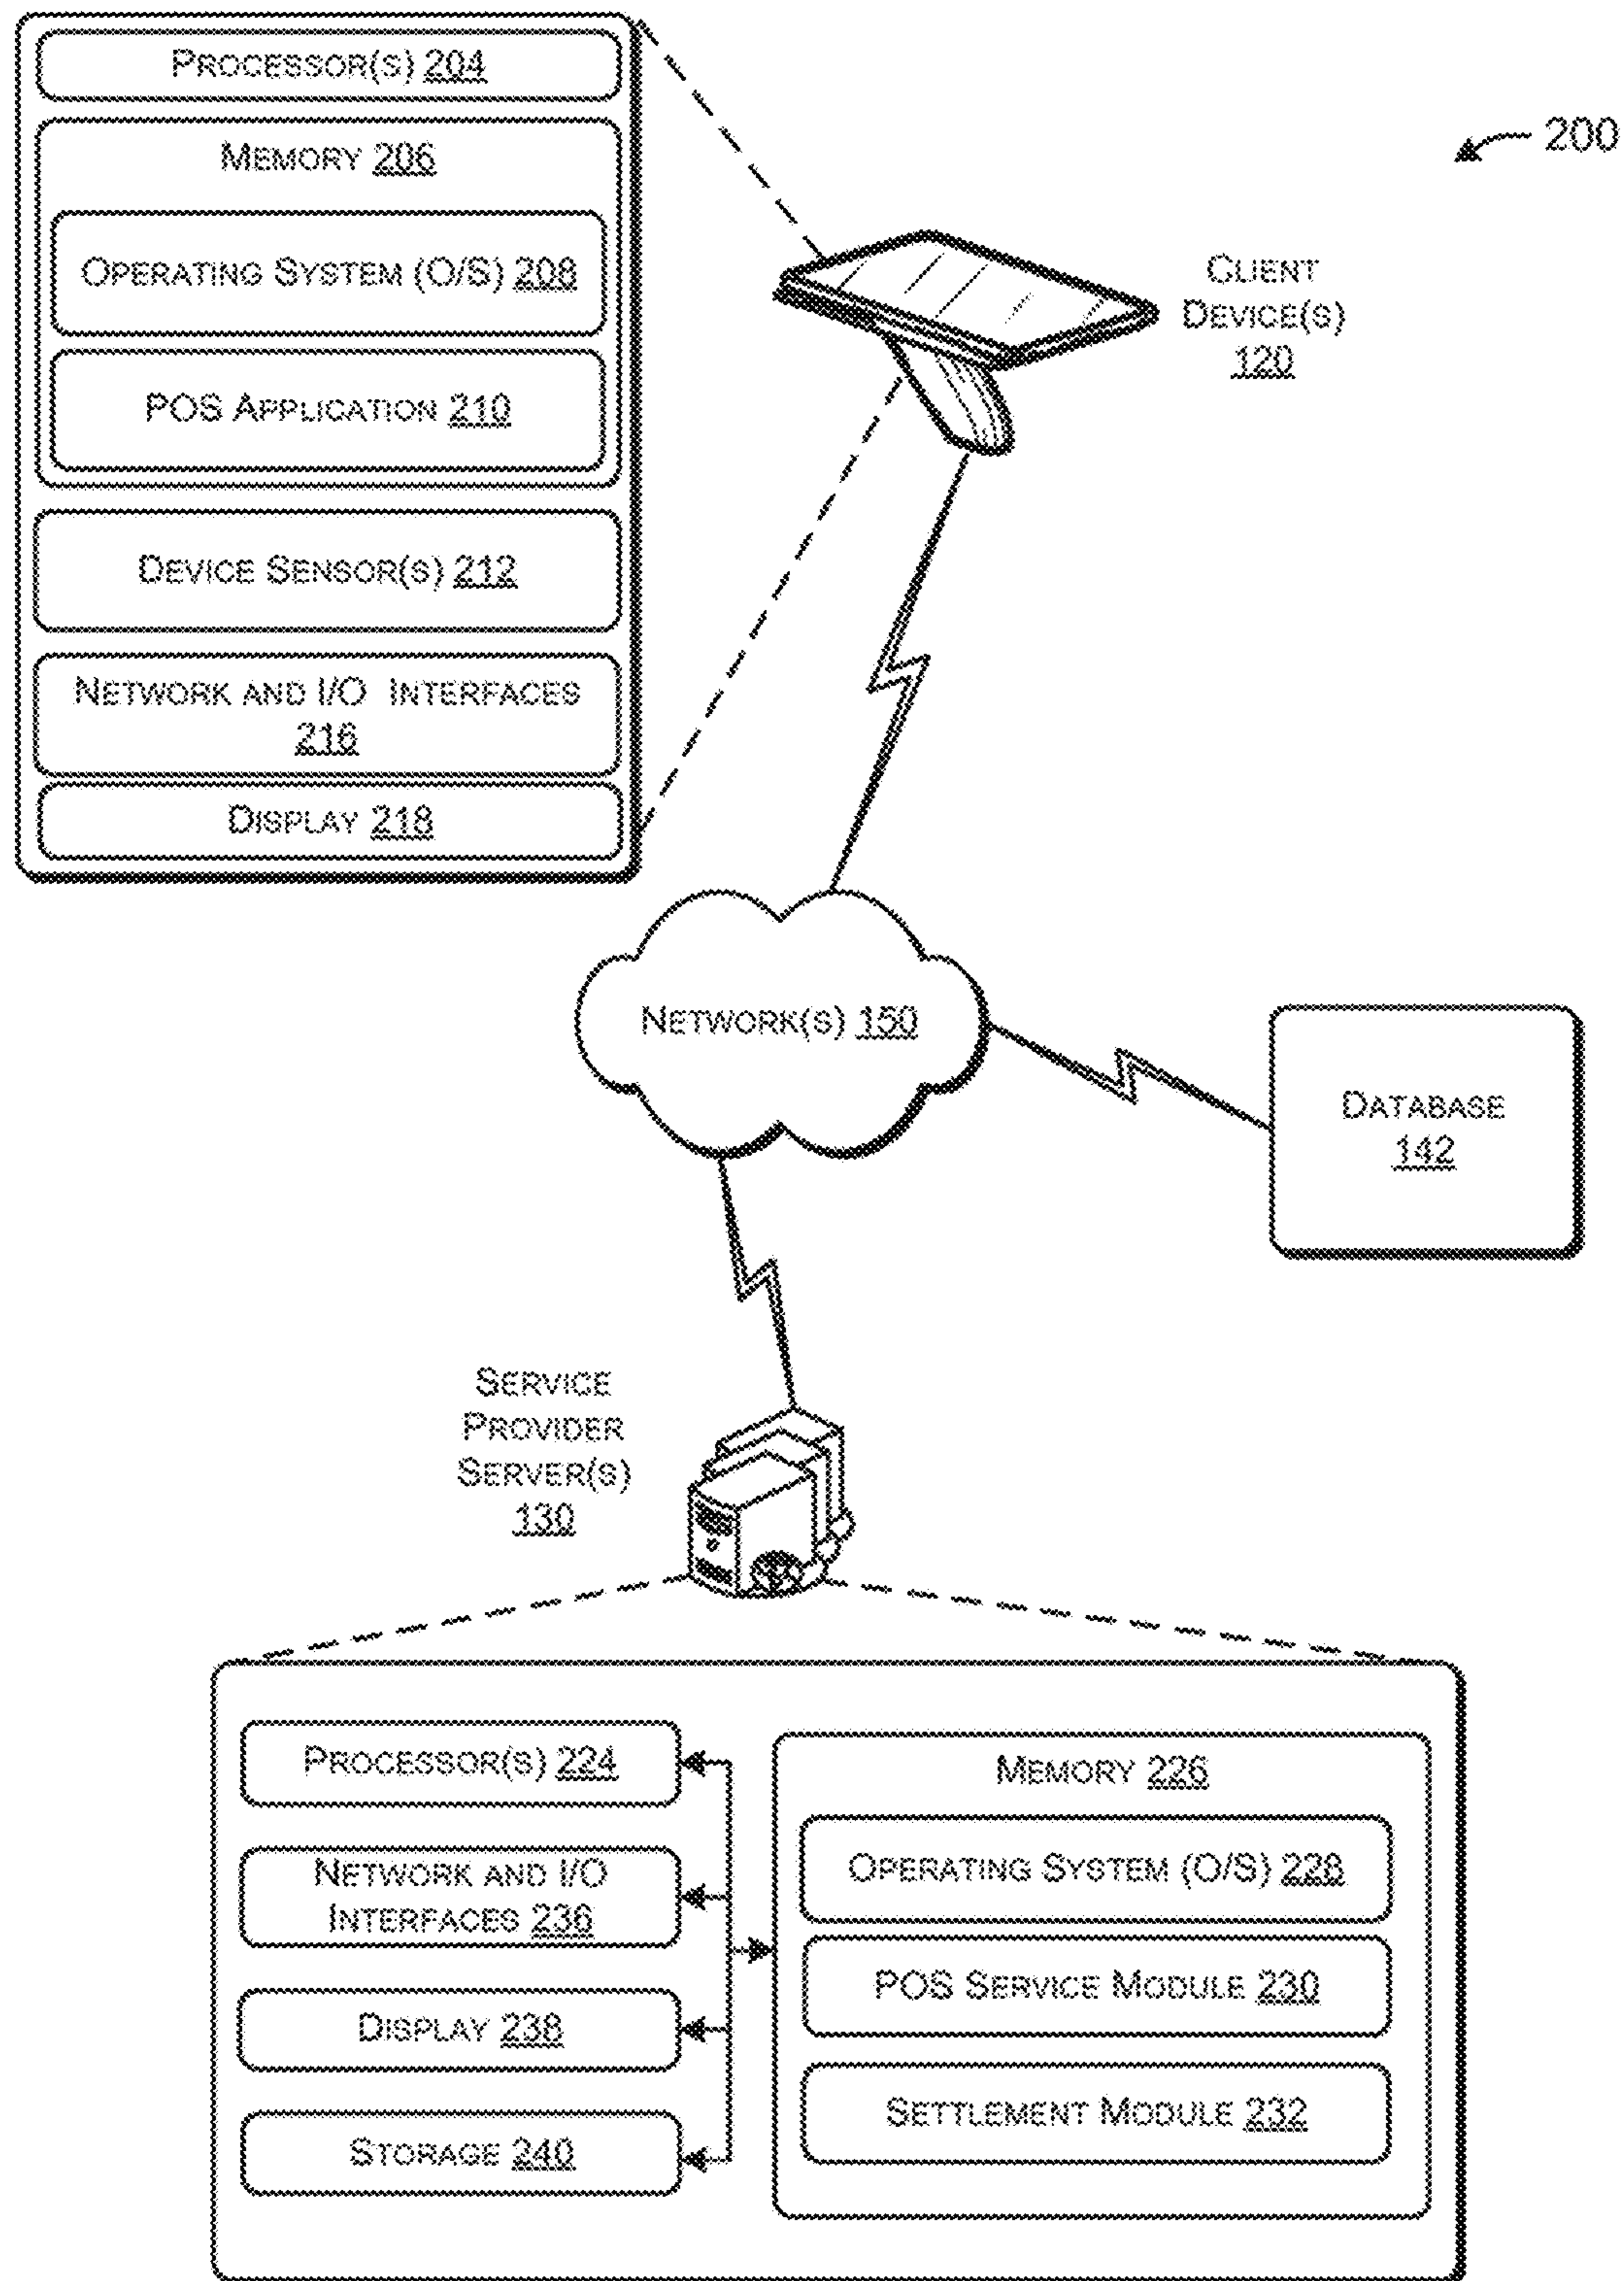 PROCESSOR(S) 204
MEMORY 206
OPERATING SYSTEM (O/S) 208
POS APPLICATION 210
DEVICE SENSOR(S) 212
NETWORK AND I/O INTERFACES
216
DISPLAY 218
200
CLIENT
DEVICE(S)
120
NETWORK(S) 150
DATABASE
142
SERVICE
PROVIDER
SERVER(S)
130
PROCESSOR(S) 224
NETWORK AND I/O
INTERFACES 236
DISPLAY 238
STORAGE 240
MEMORY 226
OPERATING SYSTEM (O/S) 228
POS SERVICE MODULE 230
SETTLEMENT MODULE 232